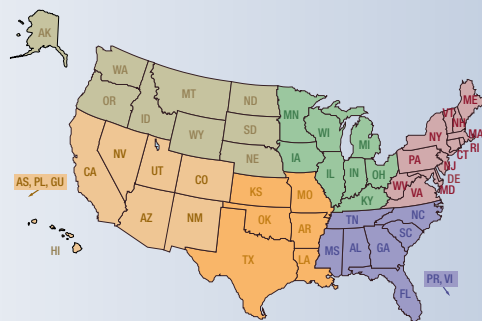 AK
WA
MT
ND
MN
OR
ID
WY
SD
NE
WI
IA
MI
IL
IN
OH
KY
ME
VT
NH
NY
MA
RI
CT
PA
NJ
DE
MD
WV
VA
CA
NV
UT
CO
AZ
NM
AS, PL, GU
HI
KS
MO
OK
AR
TX
LA
TN
NC
SC
MS
AL
GA
FL
PR, VI